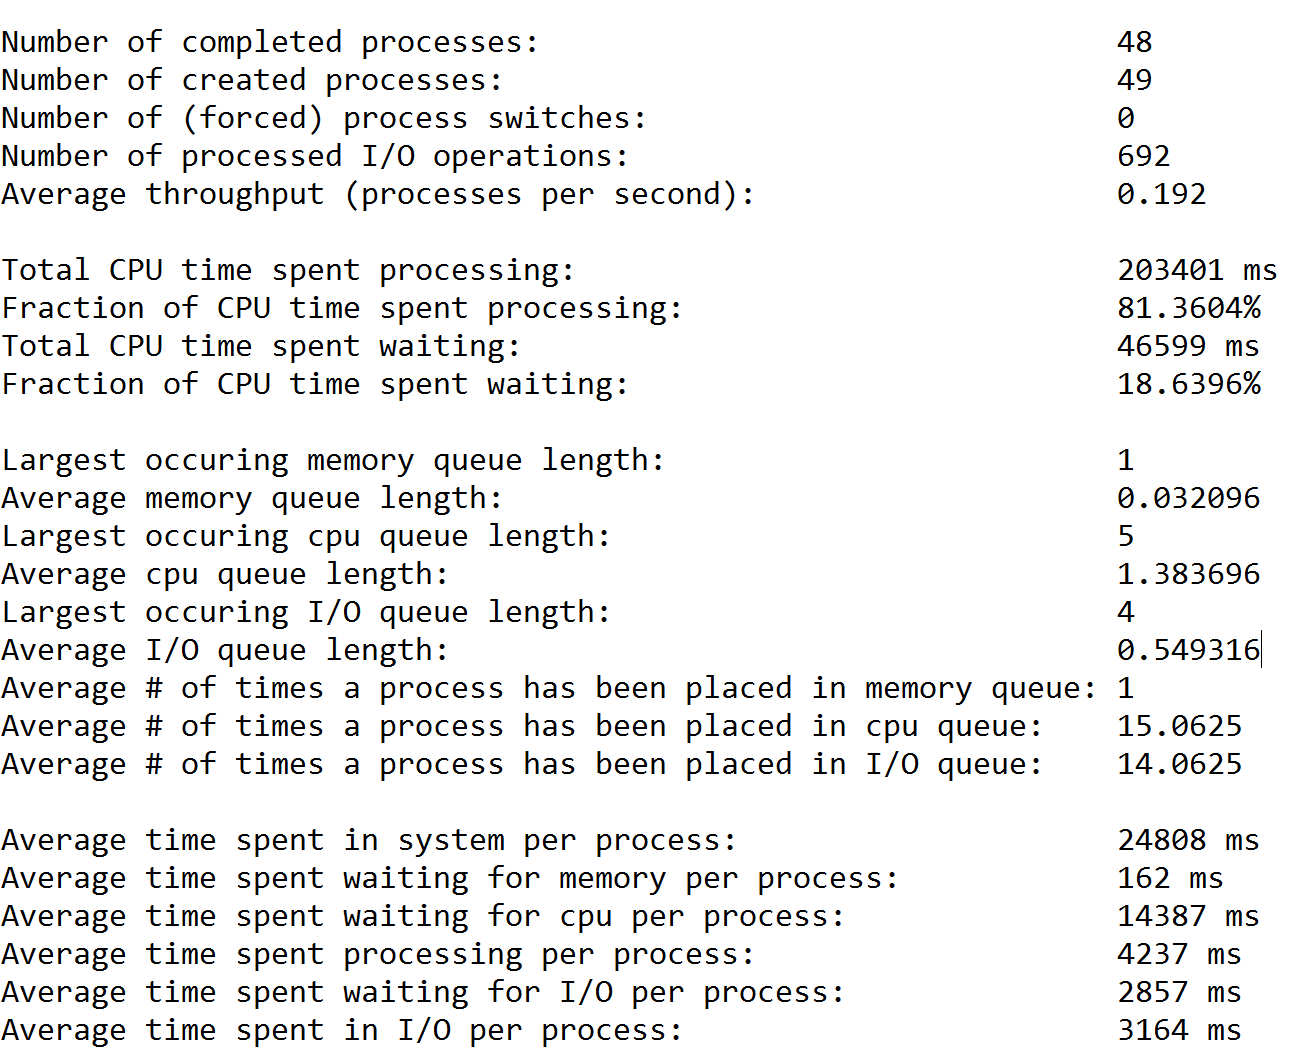 Number of completed processes: 48
Number of created processes: 49
Number of (forced) process switches: 0
Number of processed I/O operations: 692
Average throughput (processes per second): 0.192
Total CPU time spent processing: 203401 ms
Fraction of CPU time spent processing: 81.3604%
Total CPU time spent waiting: 46599 ms
Fraction of CPU time spent waiting: 18.6396%
Largest occuring memory queue length: 1
Average memory queue length: 0.032096
Largest occuring cpu queue length: 5
Average cpu queue length: 1.383696
Largest occuring I/O queue length: 4
Average I/O queue length: 0.549316
Average # of times a process has been placed in memory queue: 1
Average # of times a process has been placed in cpu queue: 15.0625
Average # of times a process has been placed in I/O queue: 14.0625
Average time spent in system per process: 24808 ms
Average time spent waiting for memory per process: 162 ms
Average time spent waiting for cpu per process: 14387 ms
Average time spent processing per process: 4237 ms
Average time spent waiting for I/O per process: 2857 ms
Average time spent in I/O per process: 3164 ms